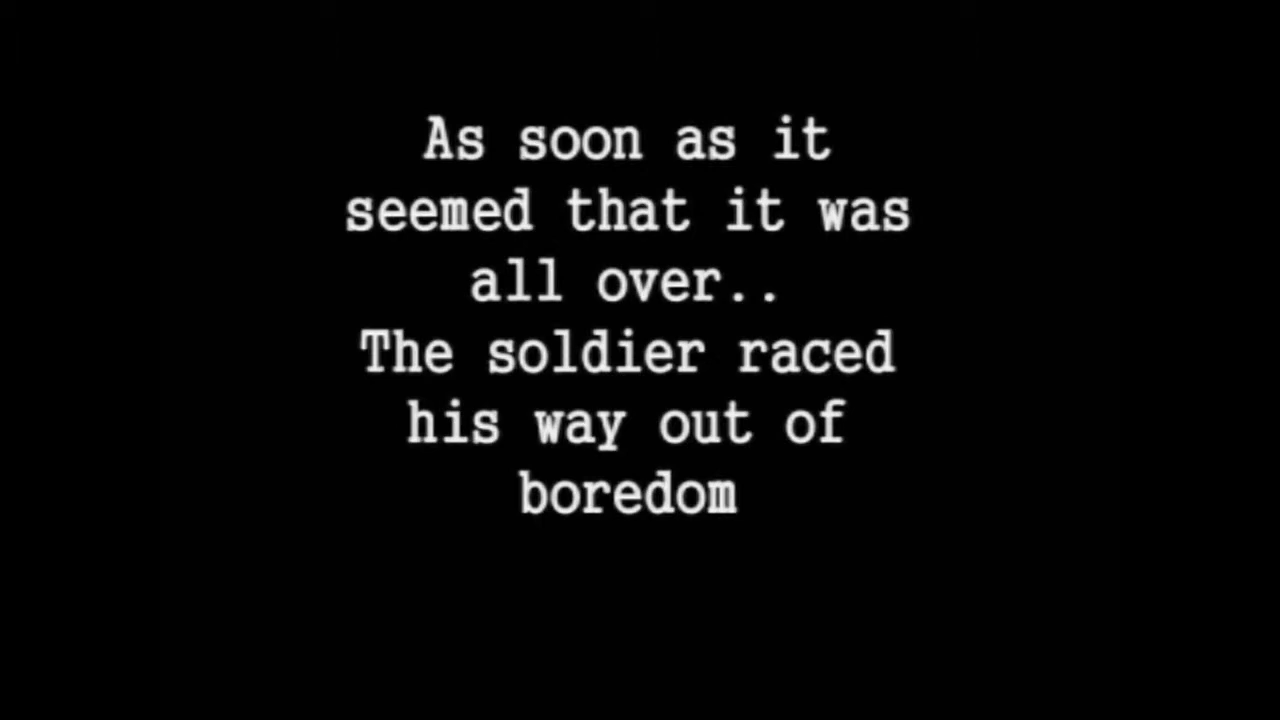 As soon as it
seemed that it was
all over..
The soldier raced
his way out of
boredom